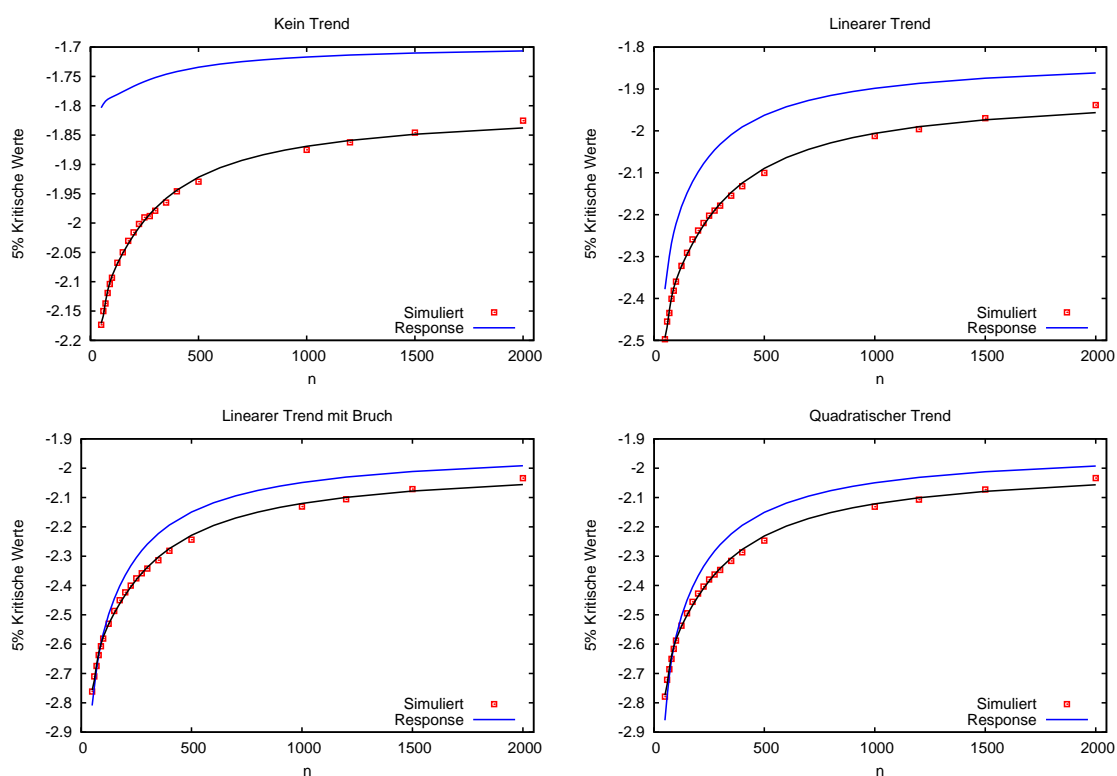 Kein Trend
-1.7
-1.75
-1.8
-1.85
-1.9
-1.95
-2
-2.05
-2.1
-2.15
-2.2
0 500 1000 1500 2000
n
5% Kritische Werte
Simuliert
Response
Linearer Trend
-1.8
-1.9
-2
-2.1
-2.2
-2.3
-2.4
-2.5
0 500 1000 1500 2000
n
5% Kritische Werte
Simuliert
Response
Linearer Trend mit Bruch
-1.9
-2
-2.1
-2.2
-2.3
-2.4
-2.5
-2.6
-2.7
-2.8
-2.9
0 500 1000 1500 2000
n
5% Kritische Werte
Simuliert
Response
Quadratischer Trend
-1.9
-2
-2.1
-2.2
-2.3
-2.4
-2.5
-2.6
-2.7
-2.8
-2.9
0 500 1000 1500 2000
n
5% Kritische Werte
Simuliert
Response